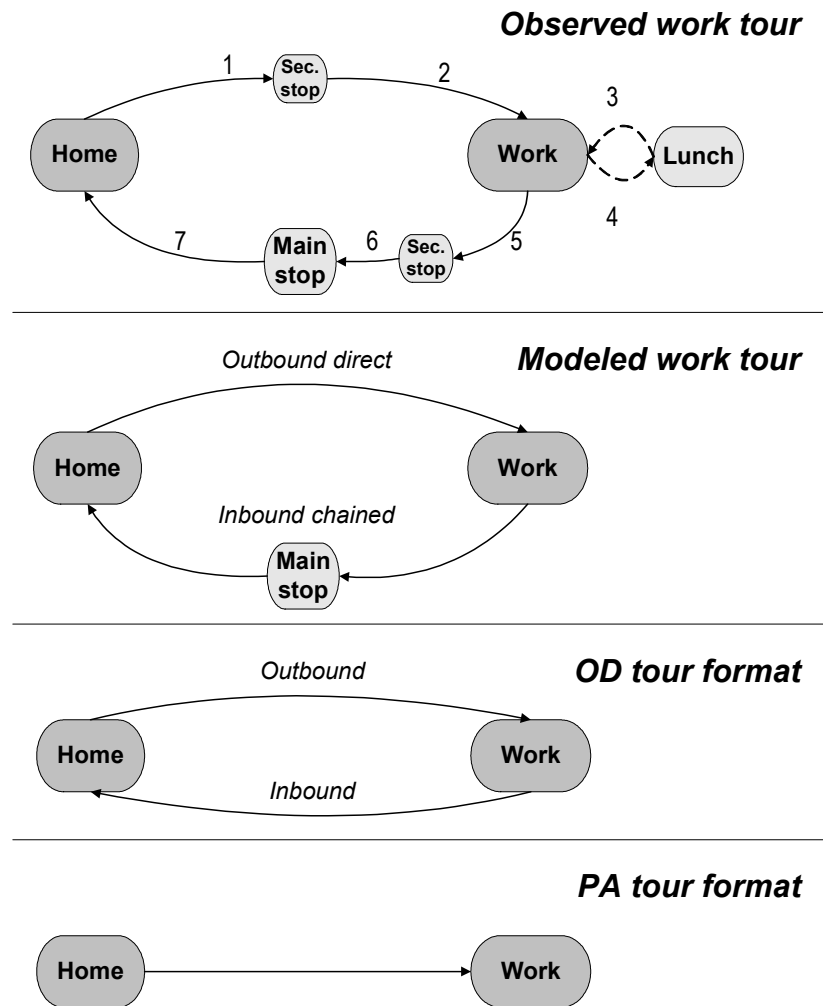 Observed work tour
1
Sec.
stop
2
3
Home
Work
Lunch
4
7
Main
stop
6
Sec.
stop
5
Modeled work tour
Outbound direct
Home
Work
Inbound chained
Main
stop
OD tour format
Outbound
Home
Work
Inbound
PA tour format
Home
Work